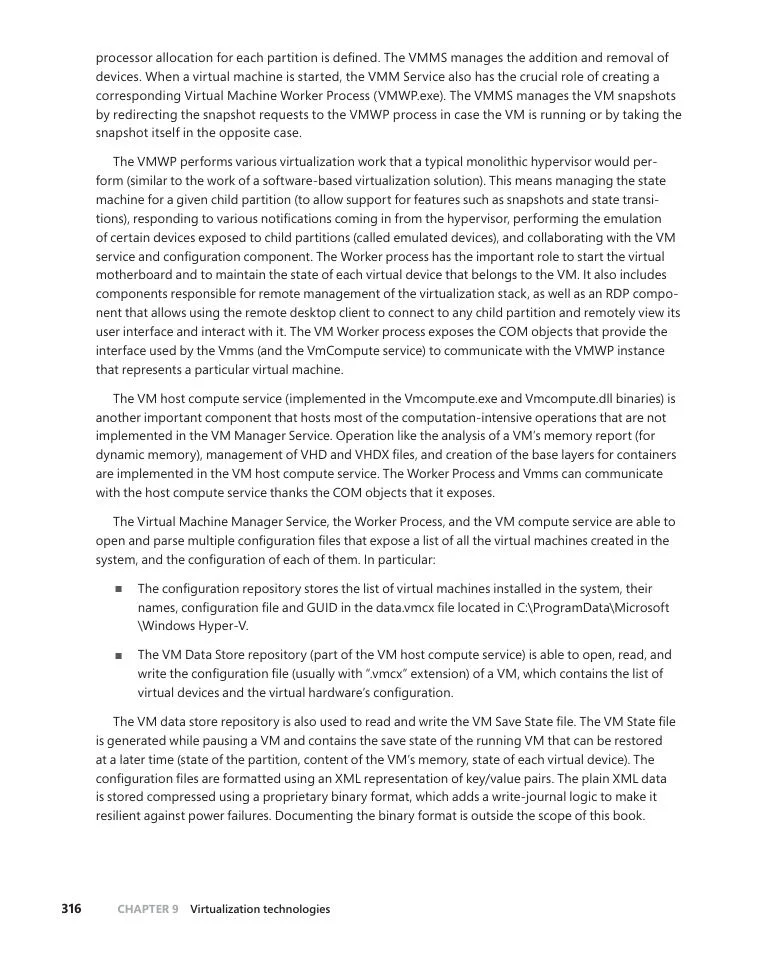 processor allocation for each partition is defined. The VMMS manages the addition and removal of
devices. When a virtual machine is started, the VMM Service also has the crucial role of creating a
corresponding Virtual Machine Worker Process (VMWP.exe). The VMMS manages the VM snapshots
by redirecting the snapshot requests to the VMWP process in case the VM is running or by taking the
snapshot itself in the opposite case.
The VMWP performs various virtualization work that a typical monolithic hypervisor would per-
form (similar to the work of a software-based virtualization solution). This means managing the state
machine for a given child partition (to allow support for features such as snapshots and state transi-
tions), responding to various notifications coming in from the hypervisor, performing the emulation
of certain devices exposed to child partitions (called emulated devices), and collaborating with the VM
service and configuration component. The Worker process has the important role to start the virtual
motherboard and to maintain the state of each virtual device that belongs to the VM. It also includes
components responsible for remote management of the virtualization stack, as well as an RDP compo-
nent that allows using the remote desktop client to connect to any child partition and remotely view its
user interface and interact with it. The VM Worker process exposes the COM objects that provide the
interface used by the Vmms (and the VmCompute service) to communicate with the VMWP instance
that represents a particular virtual machine.
The VM host compute service (implemented in the Vmcompute.exe and Vmcompute.dll binaries) is
another important component that hosts most of the computation-intensive operations that are not
implemented in the VM Manager Service. Operation like the analysis of a VM's memory report (for
dynamic memory), management of VHD and VHDX files, and creation of the base layers for containers
are implemented in the VM host compute service. The Worker Process and Vmms can communicate
with the host compute service thanks the COM objects that it exposes.
The Virtual Machine Manager Service, the Worker Process, and the VM compute service are able to
open and parse multiple configuration files that expose a list of all the virtual machines created in the
system, and the configuration of each of them. In particular:
■ The configuration repository stores the list of virtual machines installed in the system, their
names, configuration file and GUID in the data.vmcx file located in C:\ProgramData\Microsoft
\Windows Hyper-V.
■ The VM Data Store repository (part of the VM host compute service) is able to open, read, and
write the configuration file (usually with “.vmcx” extension) of a VM, which contains the list of
virtual devices and the virtual hardware's configuration.
The VM data store repository is also used to read and write the VM Save State file. The VM State file
is generated while pausing a VM and contains the save state of the running VM that can be restored
at a later time (state of the partition, content of the VM's memory, state of each virtual device). The
configuration files are formatted using an XML representation of key/value pairs. The plain XML data
is stored compressed using a proprietary binary format, which adds a write-journal logic to make it
resilient against power failures. Documenting the binary format is outside the scope of this book.
316 CHAPTER 9 Virtualization technologies